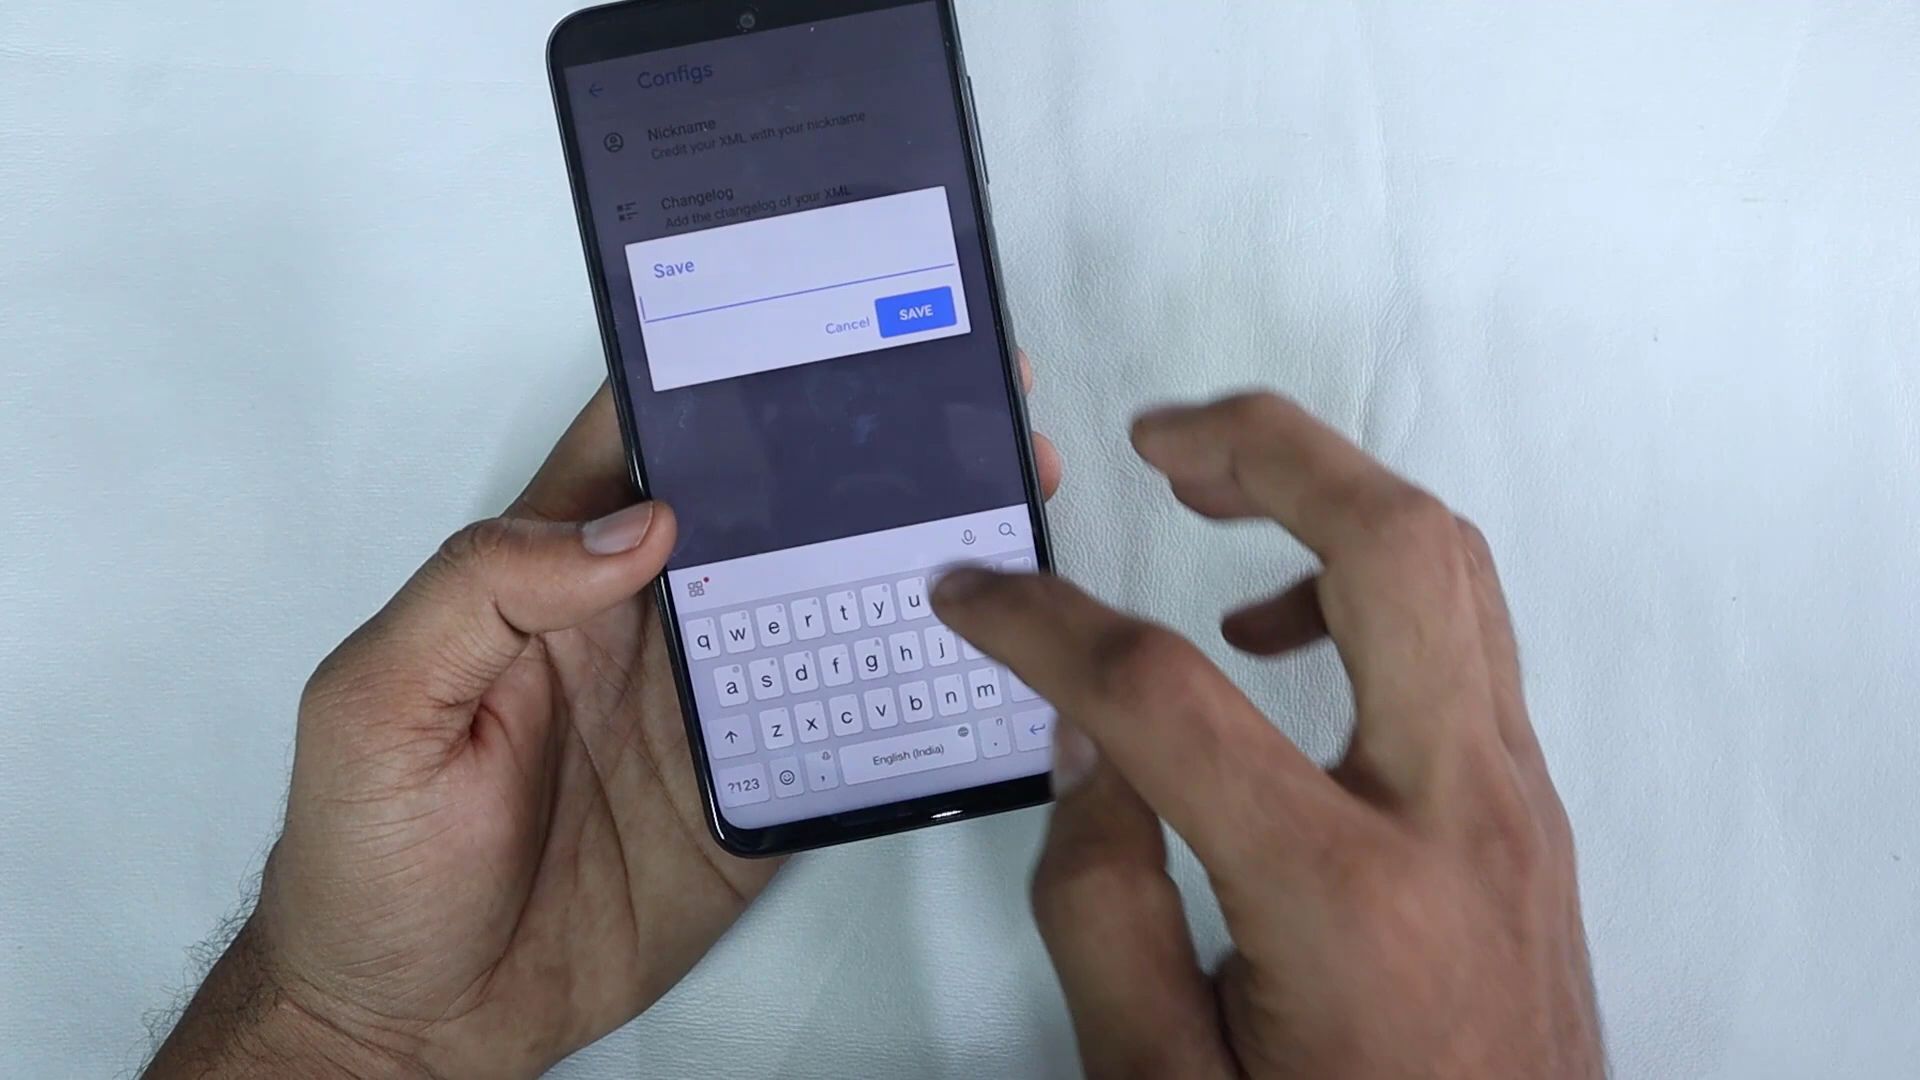 Configs
Nickname
Credit your XML with your nickname
Changelog
Add the changelog of your XML
Save
Cancel
SAVE
q w e r t y u
a s d f g h j
z x c v b n m
?123 , English (India) .